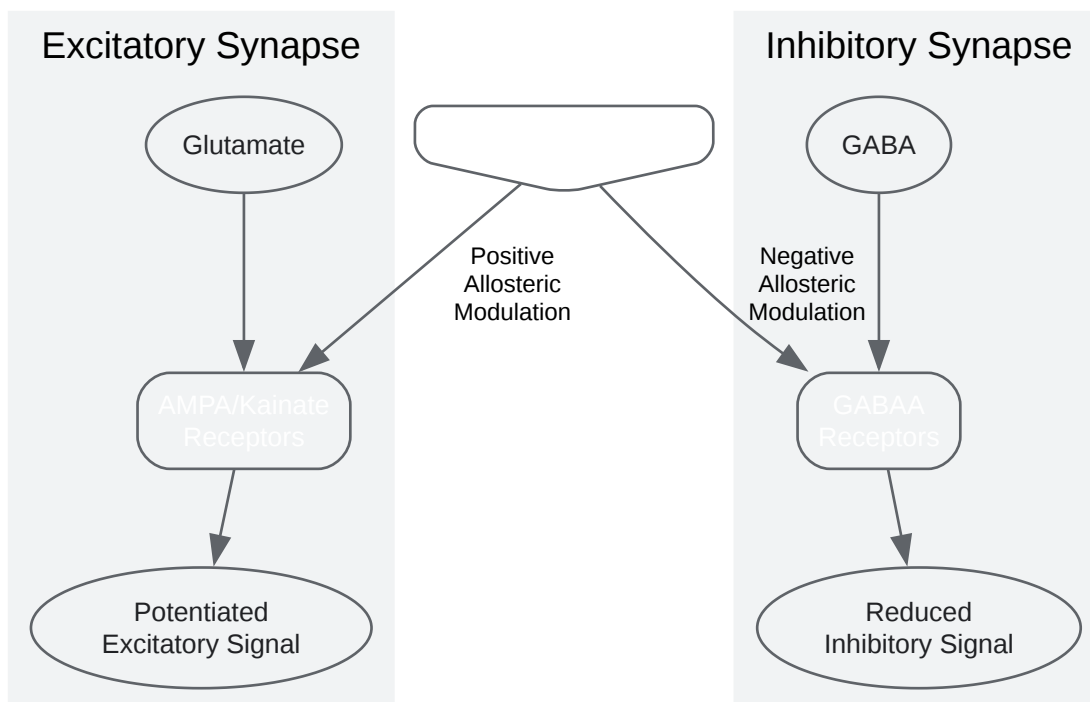 Excitatory Synapse
Inhibitory Synapse
Glutamate
GABA
Positive
Allosteric
Modulation
Negative
Allosteric
Modulation
AMPA/Kainate
Receptors
GABAA
Receptors
Potentiated
Excitatory Signal
Reduced
Inhibitory Signal